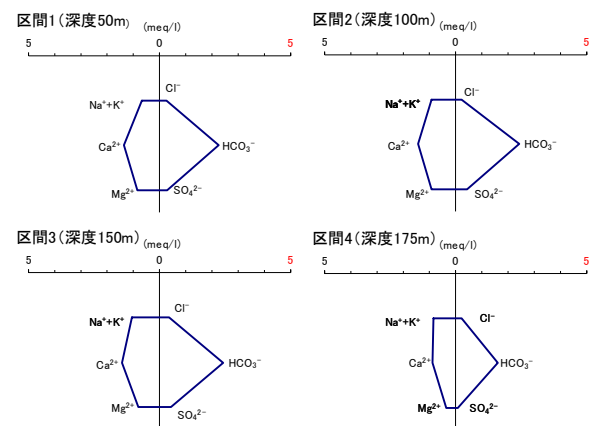 区間1（深度50m） (meq/l)
5 0 5
Cl⁻
Na⁺+K⁺
Ca²⁺ HCO₃⁻
Mg²⁺ SO₄²⁻
区間2（深度100m） (meq/l)
5 0 5
Cl⁻
Na⁺+K⁺
Ca²⁺ HCO₃⁻
Mg²⁺ SO₄²⁻
区間3（深度150m） (meq/l)
5 0 5
Cl⁻
Na⁺+K⁺
Ca²⁺ HCO₃⁻
Mg²⁺ SO₄²⁻
区間4（深度175m） (meq/l)
5 0 5
Na⁺+K⁺ Cl⁻
Ca²⁺ HCO₃⁻
Mg²⁺ SO₄²⁻